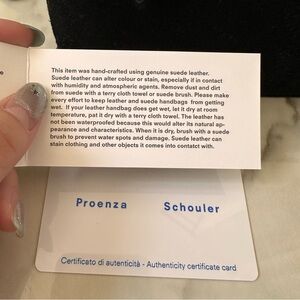 This item was hand-crafted using genuine suede leather.
Suede leather can alter colour or stain, especially if in contact
with humidity and atmospheric agents. Remove dust and dirt
from suede with a terry cloth towel or suede brush. Please make
every effort to keep leather and suede handbags from getting
wet. If your leather handbag does get wet, let it dry at room
temperature, pat it dry with a terry cloth towel. The leather has
not been waterproofed because this would alter its natural ap-
pearance and characteristics. When it is dry, brush with a suede
brush to prevent water spots and damage. Suede leather can
stain clothing and other objects it comes into contact with.
Proenza Schouler
Certificato di autenticità - Authenticity certificate card